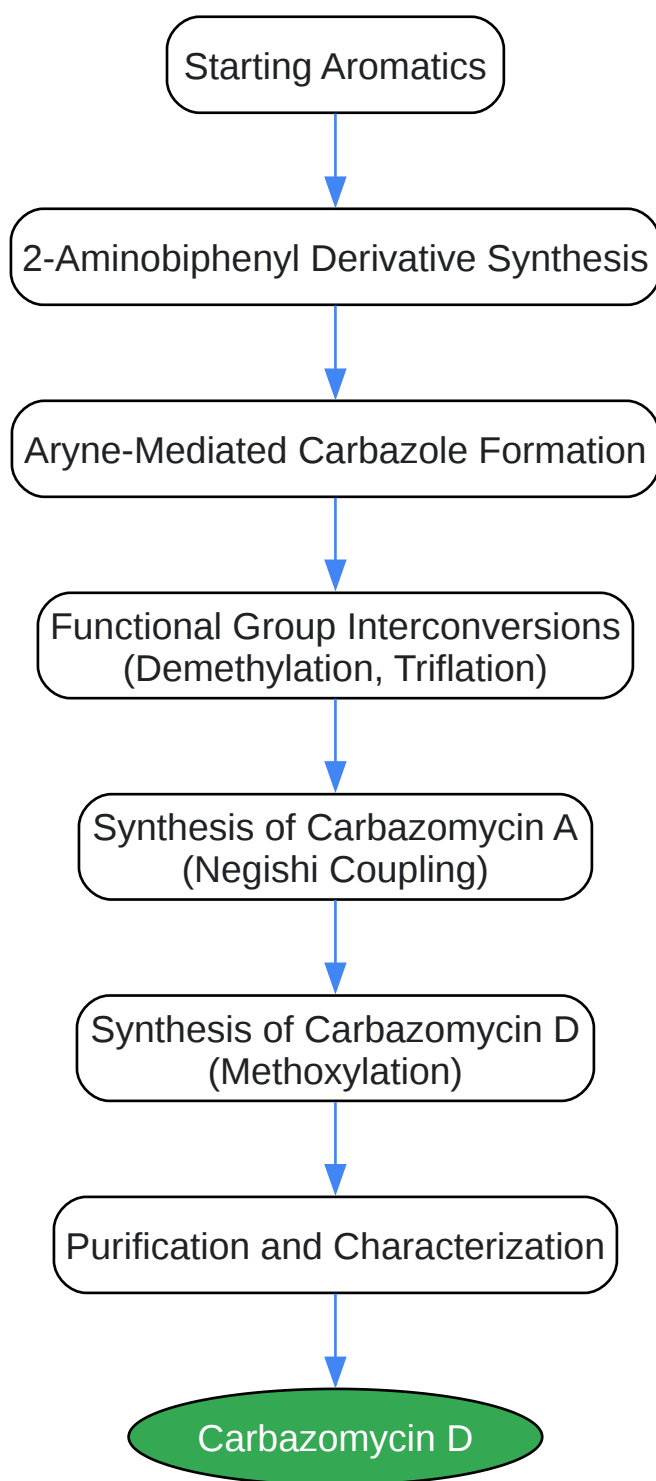 Starting Aromatics
2-Aminobiphenyl Derivative Synthesis
Aryne-Mediated Carbazole Formation
Functional Group Interconversions
(Demethylation, Triflation)
Synthesis of Carbazomycin A
(Negishi Coupling)
Synthesis of Carbazomycin D
(Methoxylation)
Purification and Characterization
Carbazomycin D